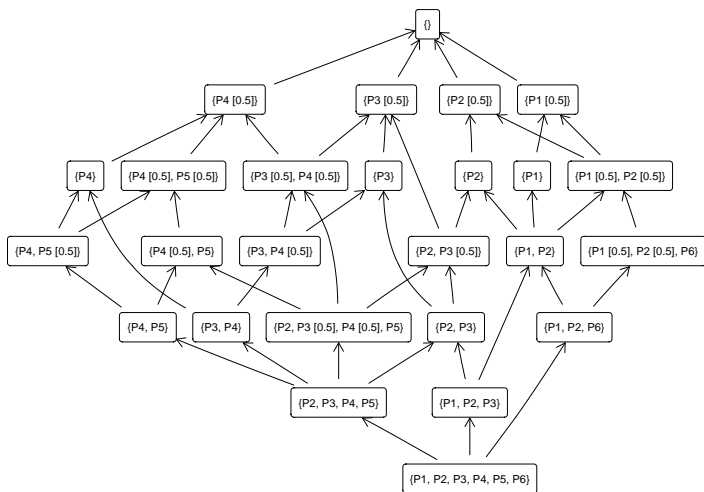 {}
{P4 [0.5]}
{P3 [0.5]}
{P2 [0.5]}
{P1 [0.5]}
{P4}
{P4 [0.5], P5 [0.5]}
{P3 [0.5], P4 [0.5]}
{P3}
{P2}
{P1}
{P1 [0.5], P2 [0.5]}
{P4, P5 [0.5]}
{P4 [0.5], P5}
{P3, P4 [0.5]}
{P2, P3 [0.5]}
{P1, P2}
{P1 [0.5], P2 [0.5], P6}
{P4, P5}
{P3, P4}
{P2, P3 [0.5], P4 [0.5], P5}
{P2, P3}
{P1, P2, P6}
{P2, P3, P4, P5}
{P1, P2, P3}
{P1, P2, P3, P4, P5, P6}